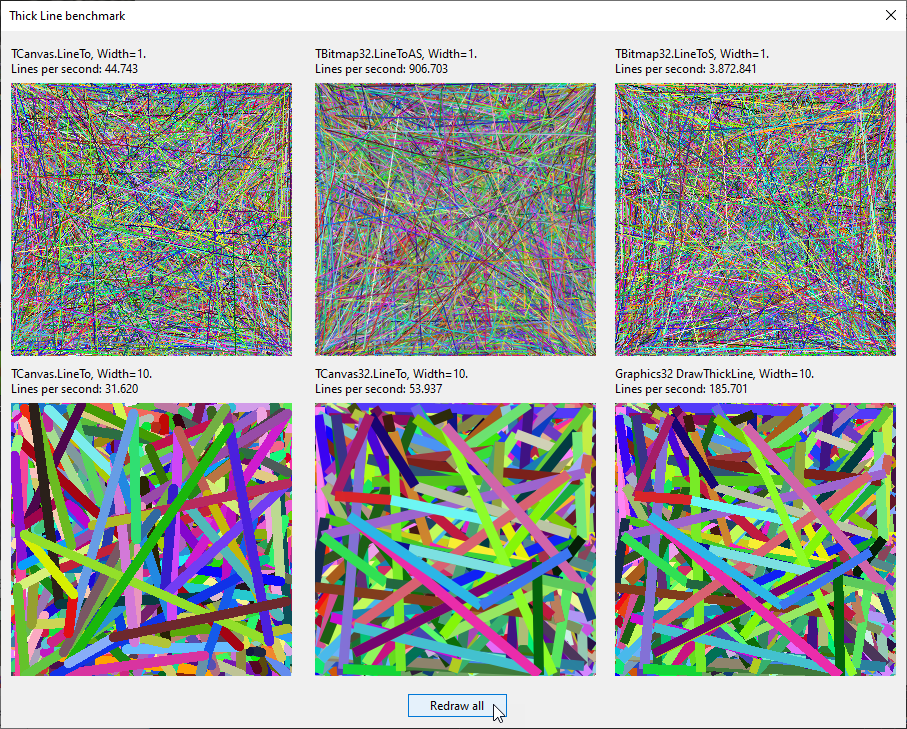 Thick Line benchmark
TCanvas.LineTo, Width=1.
Lines per second: 44.743
TBitmap32.LineToAS, Width=1.
Lines per second: 906.703
TBitmap32.LineToS, Width=1.
Lines per second: 3.872.841
TCanvas.LineTo, Width=10.
Lines per second: 31.620
TCanvas32.LineTo, Width=10.
Lines per second: 53.937
Graphics32 DrawThickLine, Width=10.
Lines per second: 185.701
Redraw all